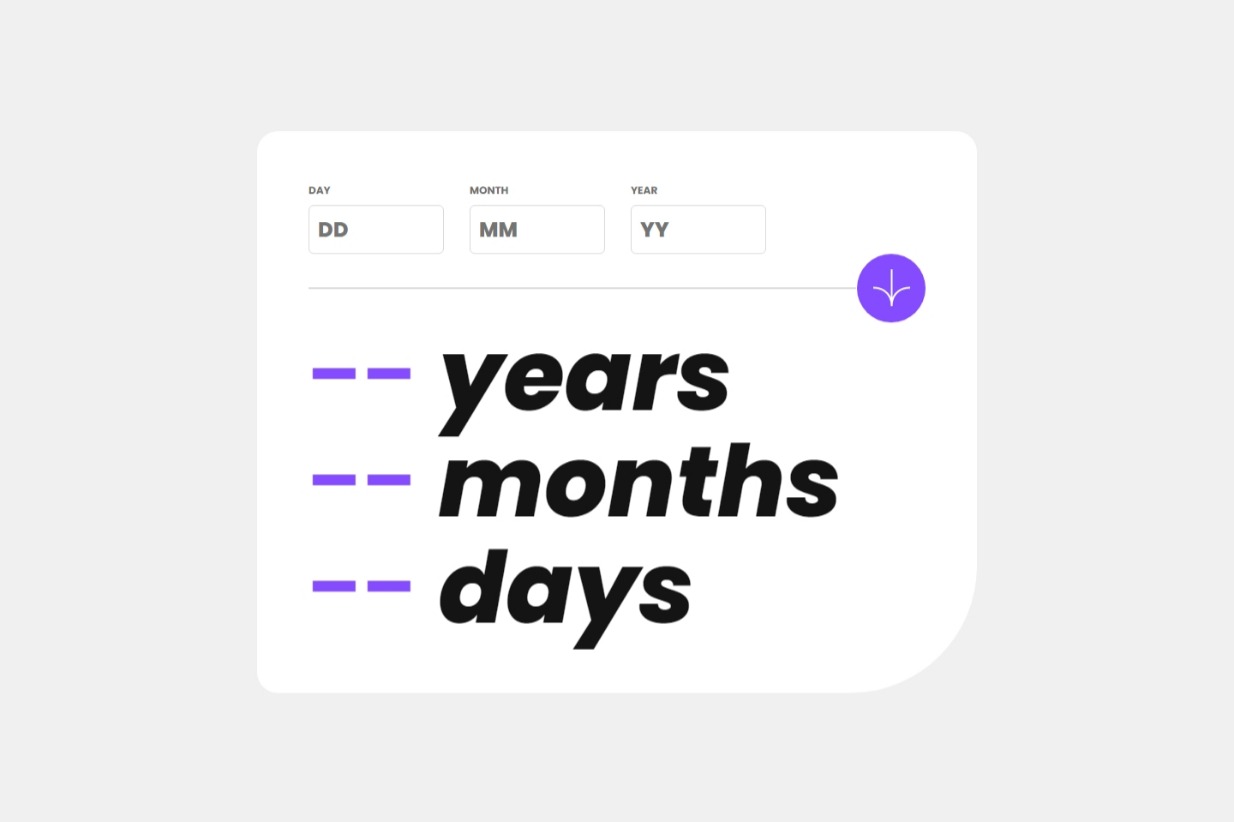 DAY MONTH YEAR
DD MM YY
-- years
-- months
-- days